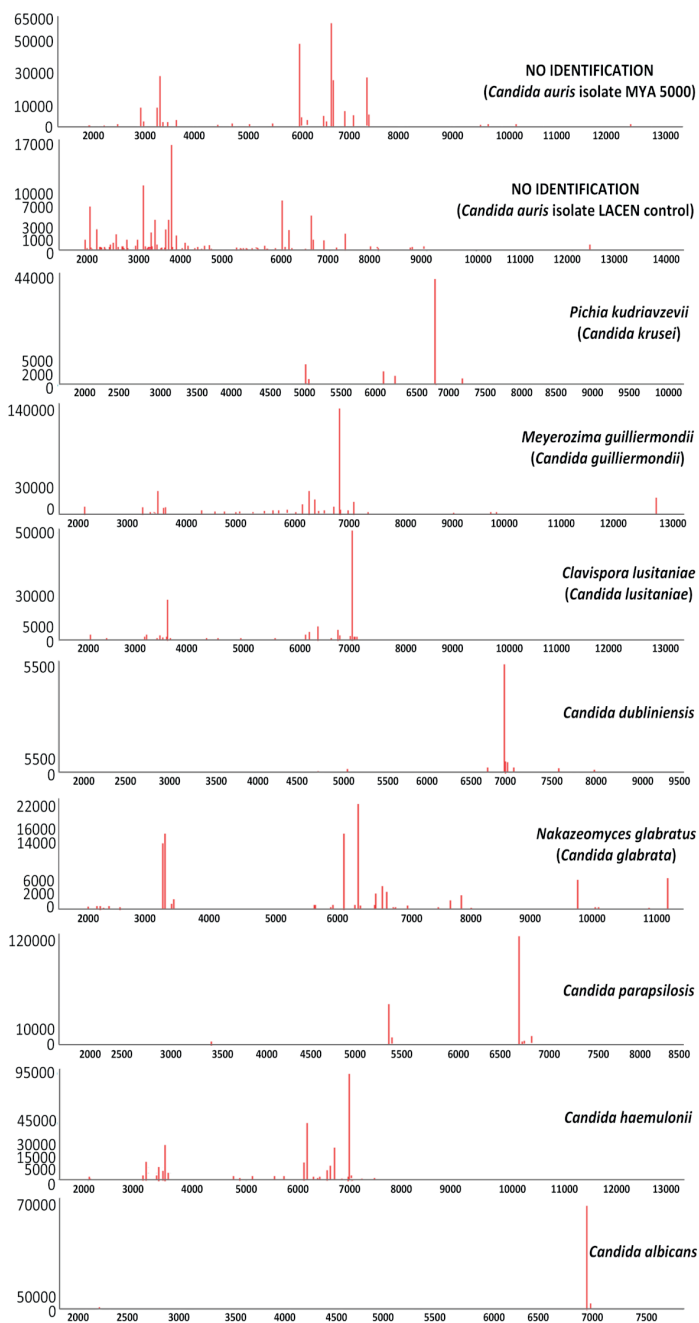 65000
50000
30000
10000
0
NO IDENTIFICATION
(Candida auris isolate MYA 5000)
2000 3000 4000 5000 6000 7000 8000 10000 11000 12000 13000
17000
10000
7000
3000
1000
0
NO IDENTIFICATION
(Candida auris isolate LACEN control)
2000 3000 4000 5000 6000 7000 8000 9000 10000 11000 12000 13000 14000
44000
5000
2000
0
Pichia kudriavzevii
(Candida krusei)
2000 2500 3000 3500 4000 4500 5000 5500 6000 6500 7000 7500 8000 8500 9000 9500 10000
140000
30000
0
Meyerozima guilliermondii
(Candida guilliermondii)
2000 3000 4000 5000 6000 7000 8000 9000 10000 11000 12000 13000
50000
30000
5000
0
Clavispora lusitaniae
(Candida lusitaniae)
2000 3000 4000 5000 6000 7000 8000 9000 10000 11000 12000 13000
5500
5500
0
Candida dubliniensis
2000 2500 3000 3500 4000 4500 5000 5500 6000 6500 7000 7500 8000 8500 9000 9500
22000
16000
14000
6000
2000
0
Nakazeomyces glabratus
(Candida glabrata)
2000 3000 4000 5000 6000 7000 8000 9000 10000 11000
120000
10000
0
Candida parapsilosis
2000 2500 3000 3500 4000 4500 5000 5500 6000 6500 7000 7500 8000 8500
95000
45000
30000
15000
5000
0
Candida haemulonii
2000 3000 4000 5000 6000 7000 8000 9000 10000 11000 12000 13000
70000
50000
0
Candida albicans
2000 2500 3000 3500 4000 4500 5000 5500 6000 6500 7000 7500